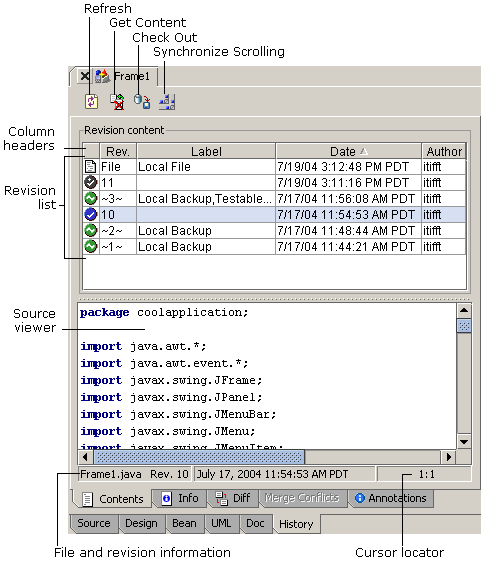 Refresh
Get Content
Check Out
Synchronize Scrolling
Frame1
Revision content
Column headers
Rev. Label Date Author
Revision list
File Local File 7/19/04 3:12:48 PM PDT itifft
11 7/19/04 3:11:16 PM PDT itifft
~3~ Local Backup,Testable... 7/17/04 11:56:08 AM PDT itifft
10 7/17/04 11:54:53 AM PDT itifft
~2~ Local Backup 7/17/04 11:48:44 AM PDT itifft
~1~ Local Backup 7/17/04 11:44:21 AM PDT itifft
Source viewer
package coolapplication;
import java.awt.*;
import java.awt.event.*;
import javax.swing.JFrame;
import javax.swing.JPanel;
import javax.swing.JMenuBar;
import javax.swing.JMenu;
import javax.swing.JMenuItem;
Frame1.java Rev. 10 July 17, 2004 11:54:53 AM PDT 1:1
Contents Info Diff Merge Conflicts Annotations
Source Design Bean UML Doc History
File and revision information
Cursor locator